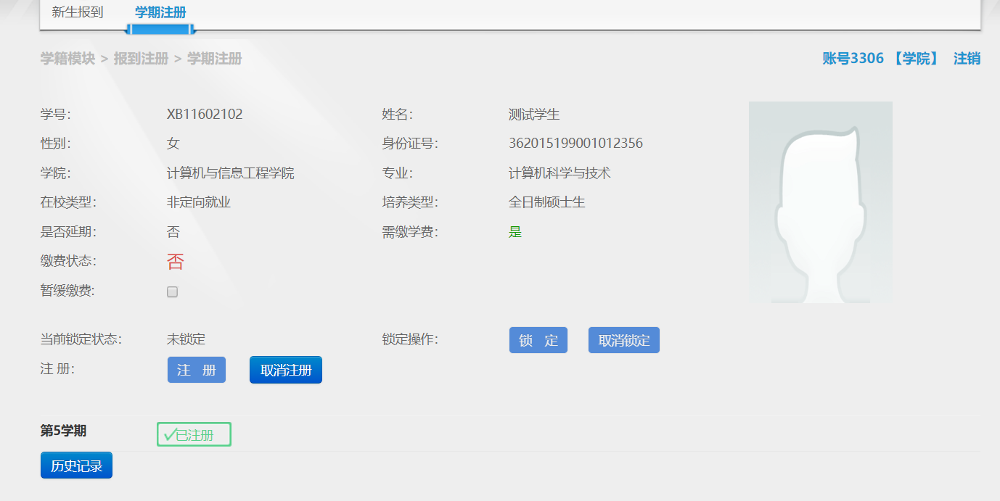 新生报到 学期注册
学籍模块 > 报到注册 > 学期注册 账号3306 【学院】 注销
学号: XB11602102 姓名: 测试学生
性别: 女 身份证号: 362015199001012356
学院: 计算机与信息工程学院 专业: 计算机科学与技术
在校类型: 非定向就业 培养类型: 全日制硕士生
是否延期: 否 需缴学费: 是
缴费状态: 否
暂缓缴费:
当前锁定状态: 未锁定 锁定操作: 锁 定 取消锁定
注 册: 注 册 取消注册
第5学期 已注册
历史记录